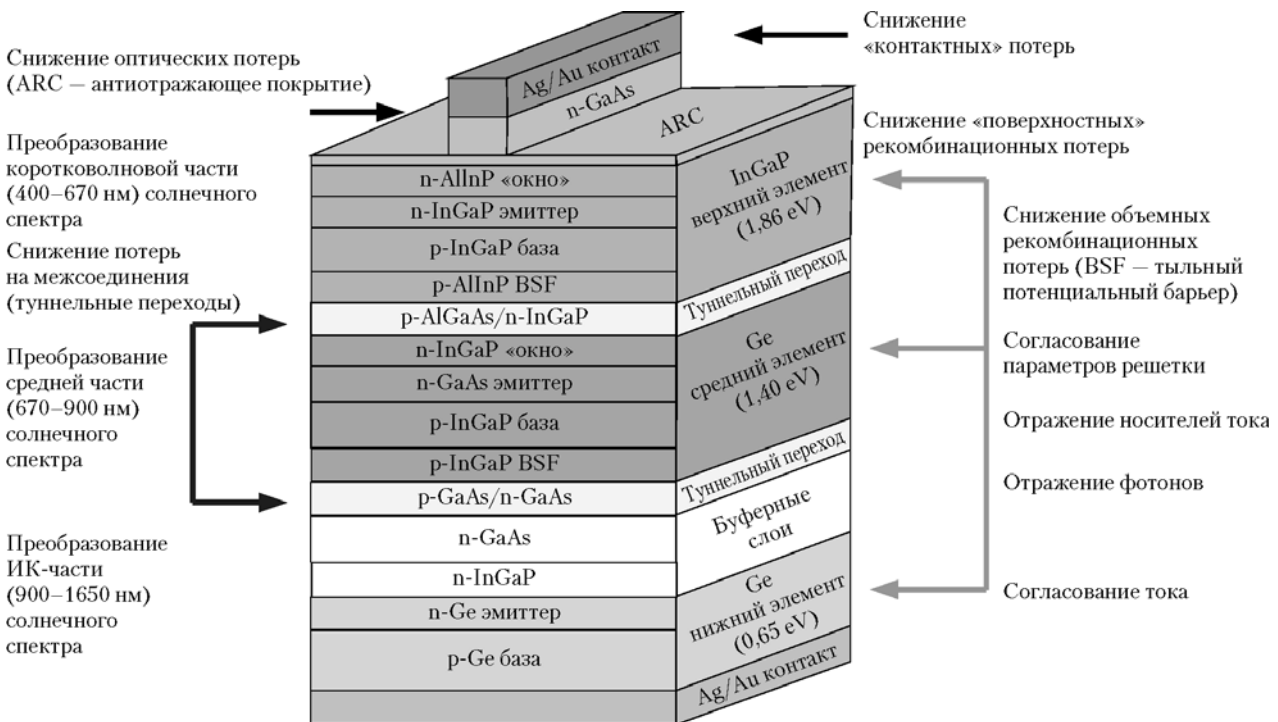 Снижение оптических потерь
(ARC — антиотражающее покрытие)
Преобразование
коротковолновой части
(400–670 нм) солнечного
спектра
Снижение потерь
на межсоединения
(туннельные переходы)
Преобразование
средней части
(670–900 нм)
солнечного
спектра
Преобразование
ИК-части
(900–1650 нм)
солнечного
спектра
Ag/Au контакт
n-GaAs
ARC
n-AlInP «окно»
n-InGaP эмиттер
p-InGaP база
p-AlInP BSF
p-AlGaAs/n-InGaP
n-InGaP «окно»
n-GaAs эмиттер
p-InGaP база
p-InGaP BSF
p-GaAs/n-GaAs
n-GaAs
n-InGaP
n-Ge эмиттер
p-Ge база
InGaP
верхний элемент
(1,86 eV)
Туннельный переход
Ge
средний элемент
(1,40 eV)
Туннельный переход
Буферные
слои
Ge
нижний элемент
(0,65 eV)
Ag/Au контакт
Снижение
«контактных» потерь
Снижение «поверхностных»
рекомбинационных потерь
Снижение объемных
рекомбинационных
потерь (BSF — тыльный
потенциальный барьер)
Согласование
параметров решетки
Отражение носителей тока
Отражение фотонов
Согласование тока